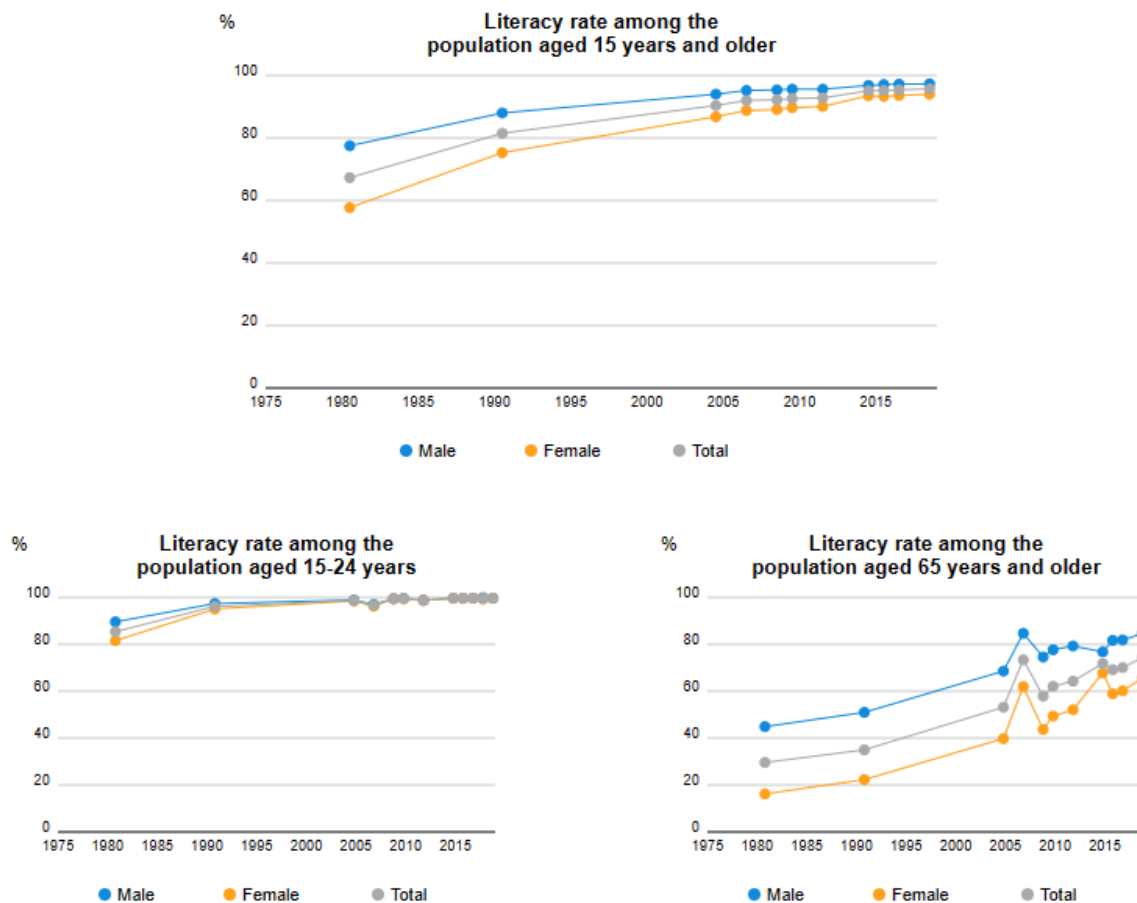 %
Literacy rate among the
population aged 15 years and older
100
80
60
40
20
0
1975 1980 1985 1990 1995 2000 2005 2010 2015
Male Female Total
%
Literacy rate among the
population aged 15-24 years
100
80
60
40
20
0
1975 1980 1985 1990 1995 2000 2005 2010 2015
Male Female Total
%
Literacy rate among the
population aged 65 years and older
100
80
60
40
20
0
1975 1980 1985 1990 1995 2000 2005 2010 2015
Male Female Total